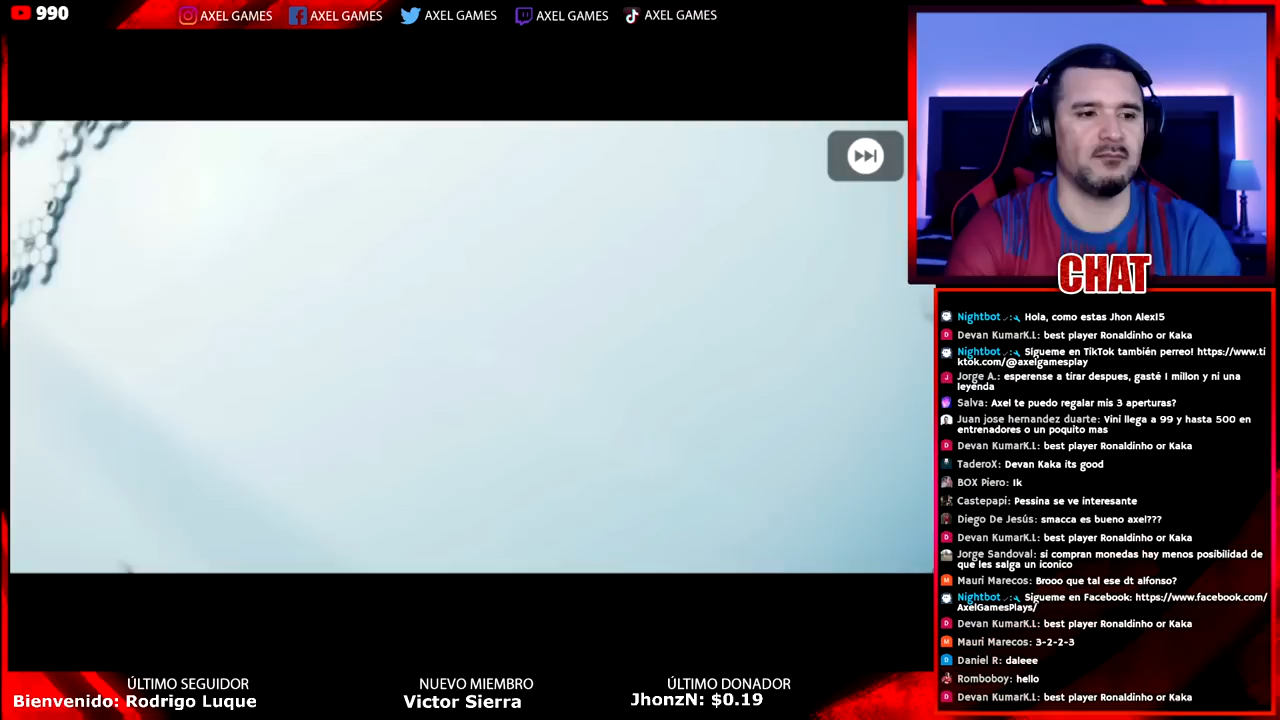 990
AXEL GAMES
AXEL GAMES
AXEL GAMES
AXEL GAMES
AXEL GAMES
CHAT
Nightbot: Hola, como estas Jhon Alex15
Devan KumarK.L: best player Ronaldinho or Kaka
Nightbot: Sigueme en TikTok también perreo! https://www.ti
ktok.com/@axelgamesplay
Jorge A.: esperense a tirar despues, gasté 1 millon y ni una
leyenda
Salva: Axel te puedo regalar mis 3 aperturas?
Juan jose hernandez duarte: Vini llega a 99 y hasta 500 en
entrenadores o un poquito mas
Devan KumarK.L: best player Ronaldinho or Kaka
TaderoX: Devan Kaka its good
BOX Piero: 1k
Castepapi: Pessina se ve interesante
Diego De Jesús: smacca es bueno axel???
Devan KumarK.L: best player Ronaldinho or Kaka
Jorge Sandoval: si compran monedas hay menos posibilidad de
que les salga un iconico
Mauri Marecos: Brooo que tal ese dt alfonso?
Nightbot: Sigueme en Facebook: https://www.facebook.com/
AxelGamesPlays/
Devan KumarK.L: best player Ronaldinho or Kaka
Mauri Marecos: 3-2-2-3
Daniel R: daleee
Romboboy: hello
Devan KumarK.L: best player Ronaldinho or Kaka
ÚLTIMO SEGUIDOR
Bienvenido: Rodrigo Luque
NUEVO MIEMBRO
Victor Sierra
ÚLTIMO DONADOR
JhonzN: $0.19